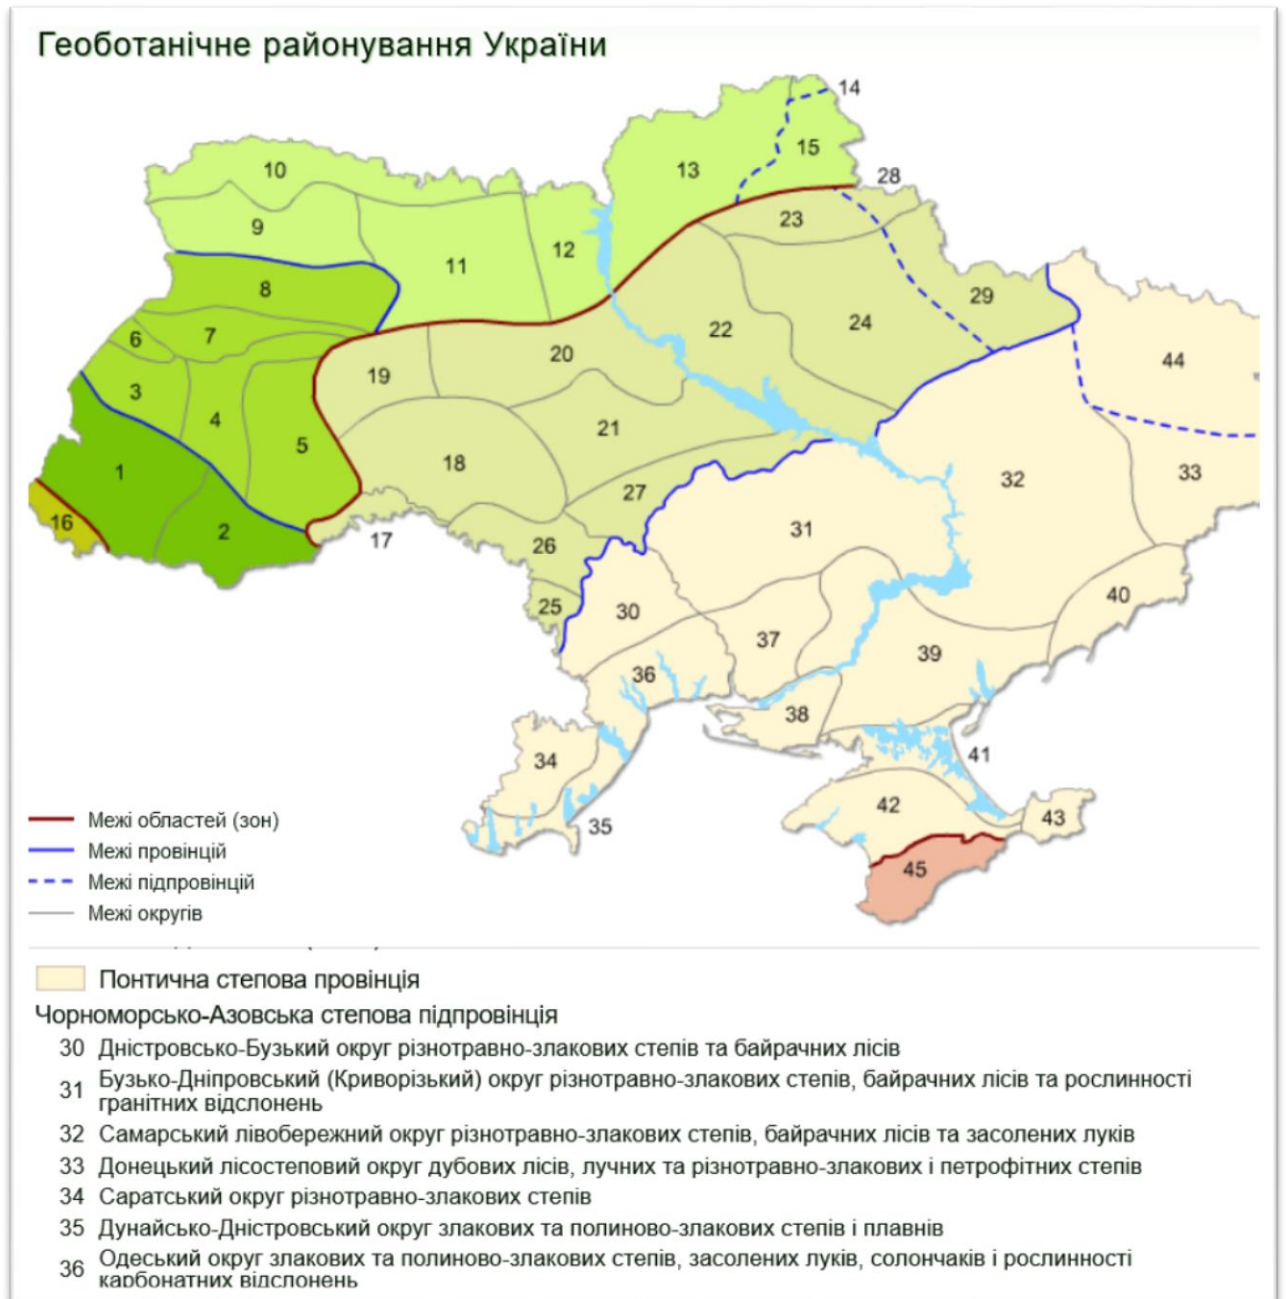 Геоботанічне районування України
14
10
13
15
28
9
23
12
11
8
29
6
7
22
24
20
44
19
3
4
21
5
18
1
32
33
27
16
2
31
17
26
40
25
30
37
39
36
38
34
41
42
43
35
45
Межі областей (зон)
Межі провінцій
Межі підпровінцій
Межі округів
Понтична степова провінція
Чорноморсько-Азовська степова підпровінція
30 Дністровсько-Бузький округ різнотравно-злакових степів та байрачних лісів
31 Бузько-Дніпровський (Криворізький) округ різнотравно-злакових степів, байрачних лісів та рослинності
гранітних відслонень
32 Самарський лівобережний округ різнотравно-злакових степів, байрачних лісів та засолених луків
33 Донецький лісостеповий округ дубових лісів, лучних та різнотравно-злакових і петрофітних степів
34 Саратський округ різнотравно-злакових степів
35 Дунайсько-Дністровський округ злакових та полиново-злакових степів і плавнів
36 Одеський округ злакових та полиново-злакових степів, засолених луків, солончаків і рослинності
карбонатних відслонень